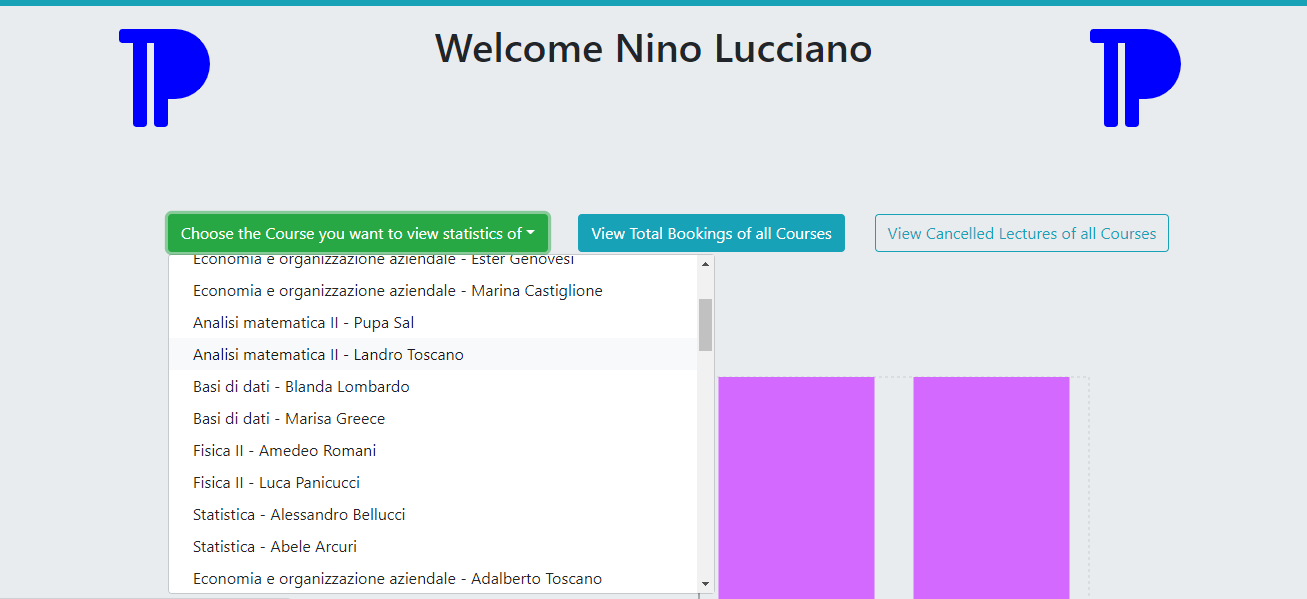 Welcome Nino Lucciano
Choose the Course you want to view statistics of
View Total Bookings of all Courses
View Cancelled Lectures of all Courses
Economia e organizzazione aziendale - Ester Genovesi
Economia e organizzazione aziendale - Marina Castiglione
Analisi matematica II - Pupa Sal
Analisi matematica II - Landro Toscano
Basi di dati - Blanda Lombardo
Basi di dati - Marisa Greece
Fisica II - Amedeo Romani
Fisica II - Luca Panicucci
Statistica - Alessandro Bellucci
Statistica - Abele Arcuri
Economia e organizzazione aziendale - Adalberto Toscano